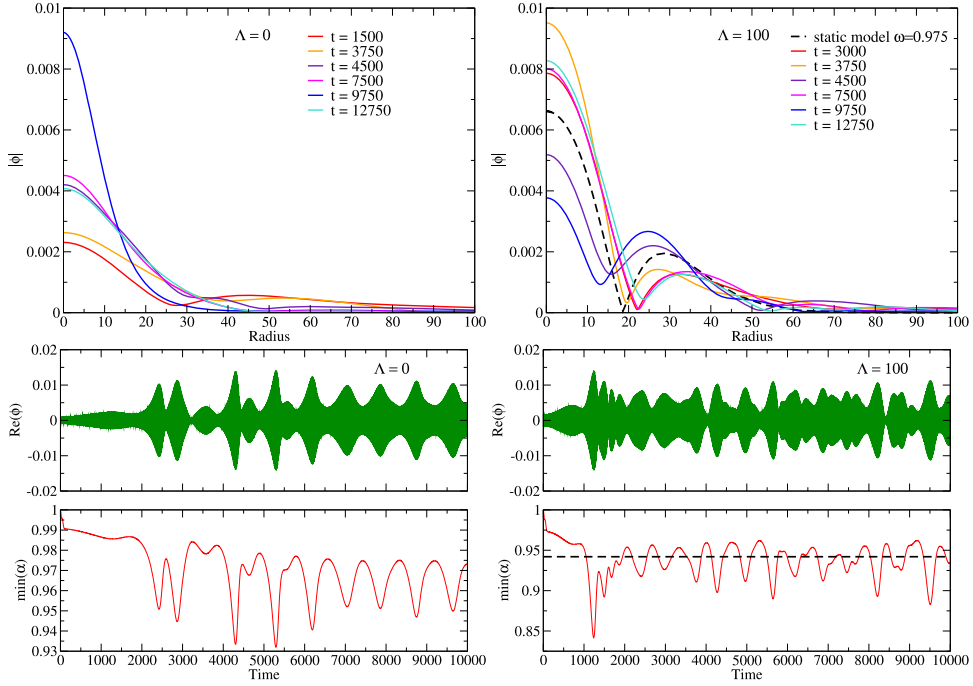 0.01
0.008
0.006
0.004
0.002
0
|ϕ|
Λ = 0
t = 1500
t = 3750
t = 4500
t = 7500
t = 9750
t = 12750
0 10 20 30 40 50 60 70 80 90 100
Radius
0.01
0.008
0.006
0.004
0.002
0
|ϕ|
Λ = 100
static model ω=0.975
t = 3000
t = 3750
t = 4500
t = 7500
t = 9750
t = 12750
0 10 20 30 40 50 60 70 80 90 100
Radius
0.02
0.01
0
-0.01
-0.02
Re(ϕ)
Λ = 0
0.02
0.01
0
-0.01
-0.02
Re(ϕ)
Λ = 100
1
0.99
0.98
0.97
0.96
0.95
0.94
0.93
min(α)
0 1000 2000 3000 4000 5000 6000 7000 8000 9000 10000
Time
1
0.95
0.9
0.85
min(α)
0 1000 2000 3000 4000 5000 6000 7000 8000 9000 10000
Time